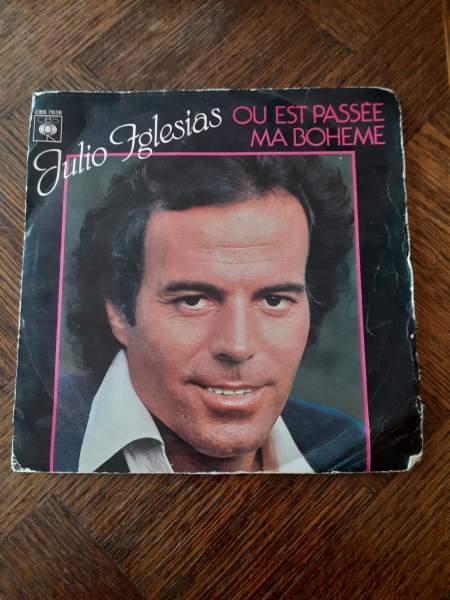 CBS 7636
CBS
Julio Iglesias
OU EST PASSÉE
MA BOHEME